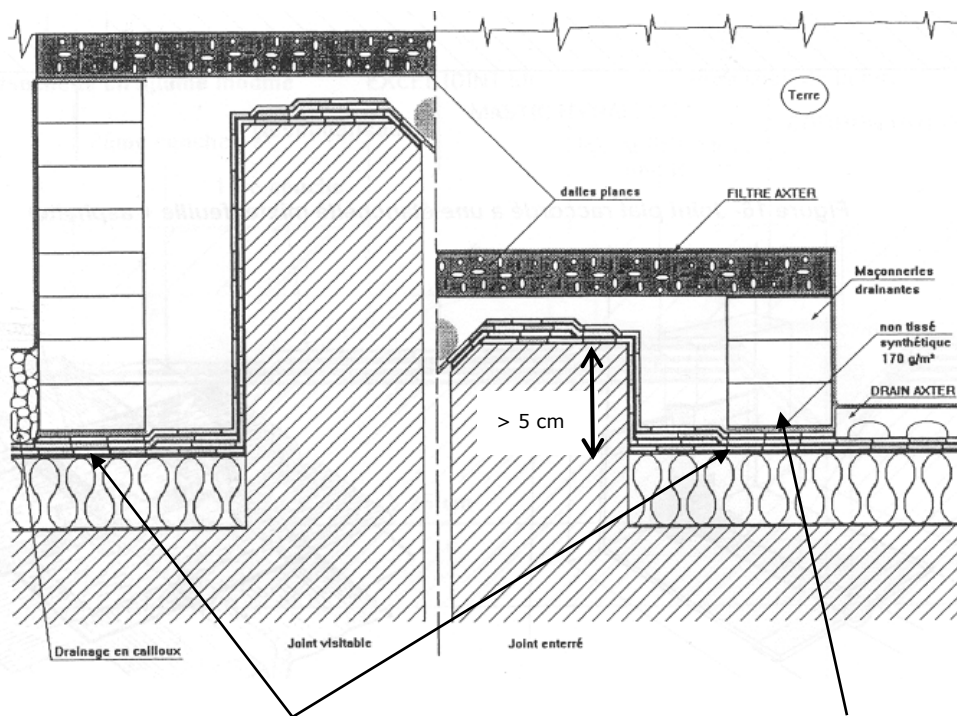 Terre
dalles planes
FILTRE AXTER
Maçonneries
drainantes
non tissé
synthétique
170 g/m²
DRAIN AXTER
> 5 cm
Drainage en cailloux
Joint visitable
Joint enterré